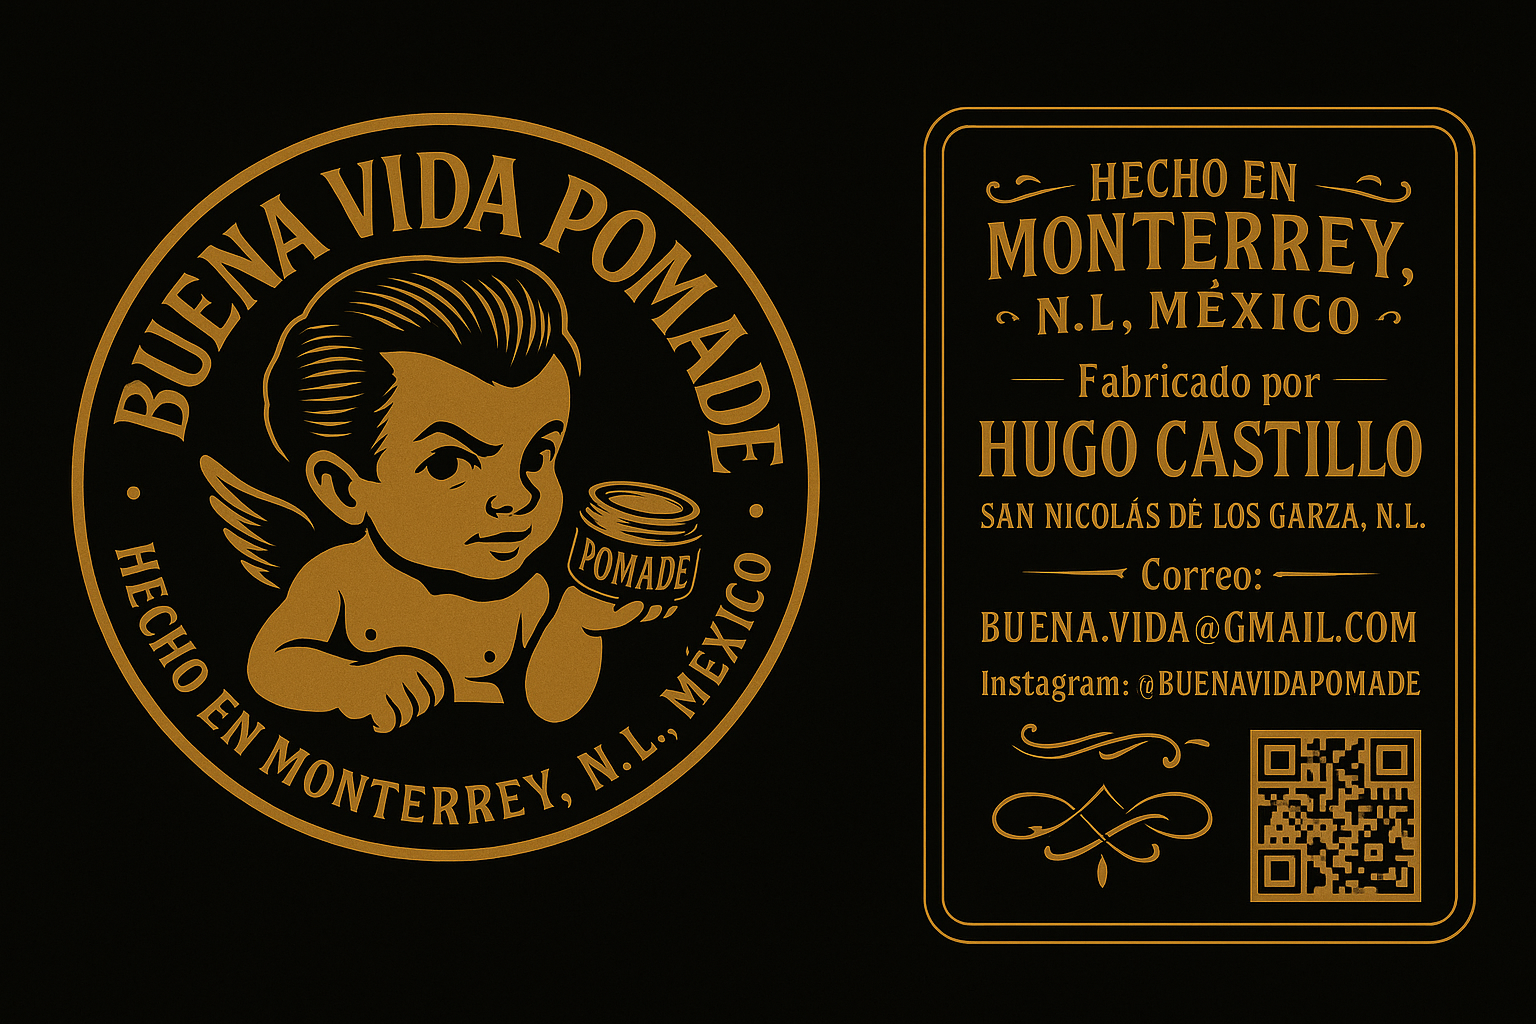 BUENA VIDA POMADE
POMADE
HECHO EN MONTERREY, N.L., MÉXICO
HECHO EN
MONTERREY,
N.L, MÉXICO
Fabricado por
HUGO CASTILLO
SAN NICOLÁS DÉ LOS GARZA, N.L.
Correo:
BUENA.VIDA@GMAIL.COM
Instagram: @BUENAVIDAPOMADE